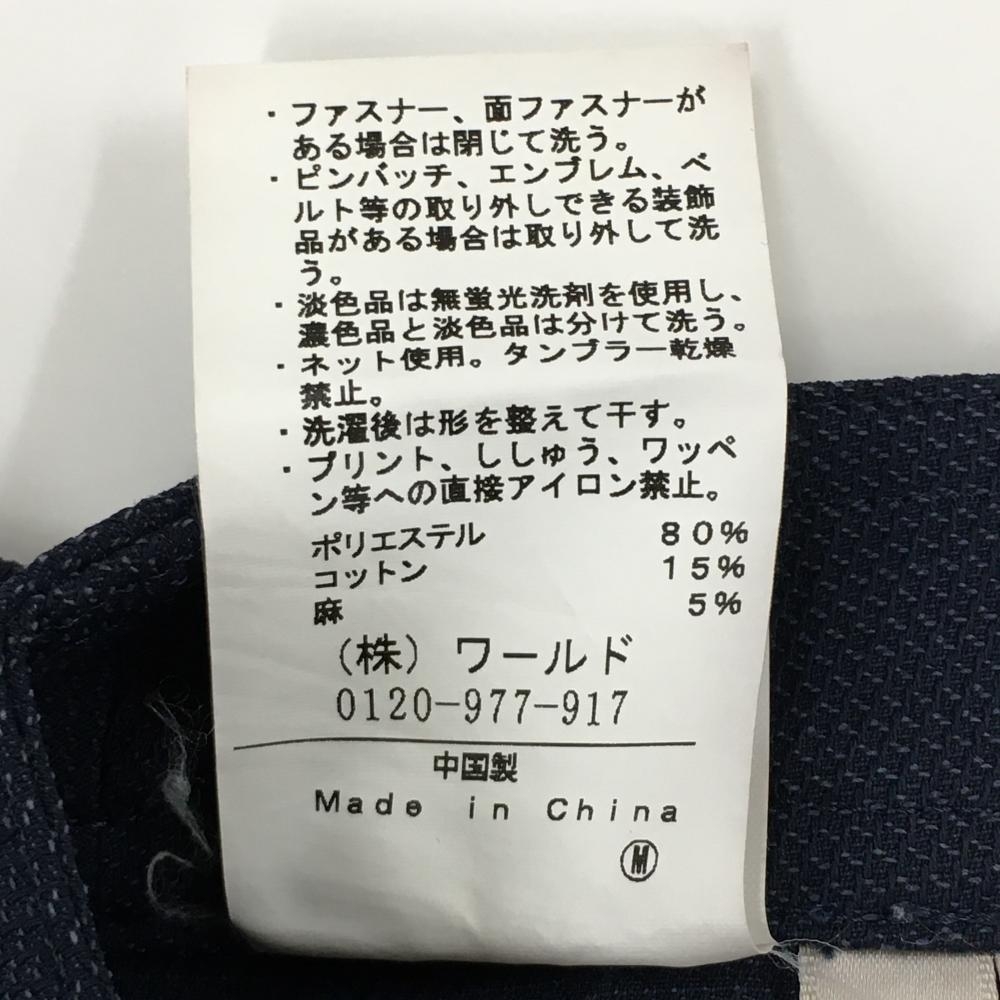 ・ファスナー、面ファスナーが
ある場合は閉じて洗う。
・ピンバッチ、エンブレム、ベ
ルト等の取り外しできる装飾
品がある場合は取り外して洗
う。
・淡色品は無蛍光洗剤を使用し、
濃色品と淡色品は分けて洗う。
・ネット使用。タンブラー乾燥
禁止。
・洗濯後は形を整えて干す。
・プリント、ししゅう、ワッペ
ン等への直接アイロン禁止。
ポリエステル 80%
コットン 15%
麻 5%
(株) ワールド
0120-977-917
中国製
Made in China
M